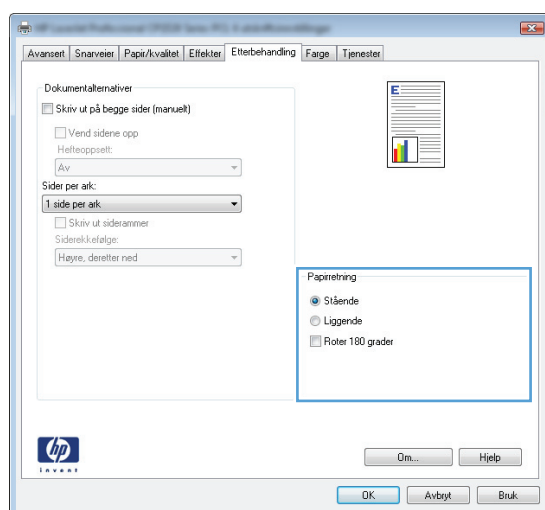 Avansert Snarveier Papir/kvalitet Effekter Etterbehandling Farge Tjenester
Dokumentalternativer
Skriv ut på begge sider (manuelt)
Vend sidene opp
Hefteoppsett:
Av
Sider per ark:
1 side per ark
Skriv ut siderammer
Siderekkefølge:
Høyre, deretter ned
E
Papirretning
Stående
Liggende
Roter 180 grader
hp
invent
Om... Hjelp
OK Avbryt Bruk